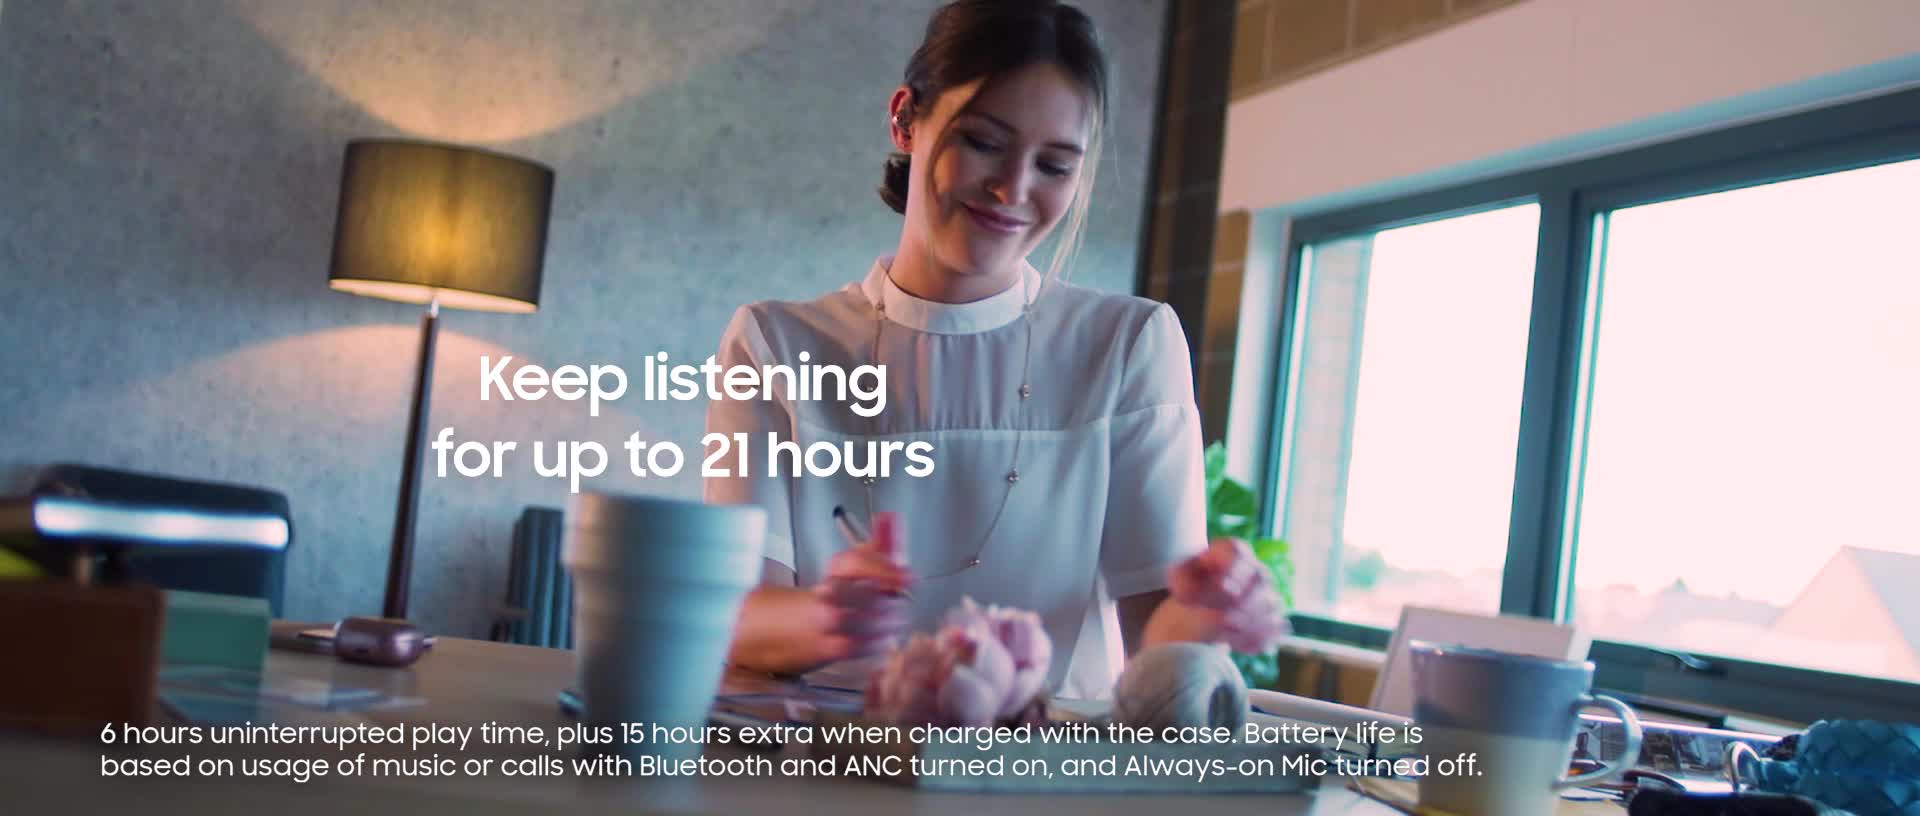 Keep listening
for up to 21 hours
6 hours uninterrupted play time, plus 15 hours extra when charged with the case. Battery life is
based on usage of music or calls with Bluetooth and ANC turned on, and Always-on Mic turned off.